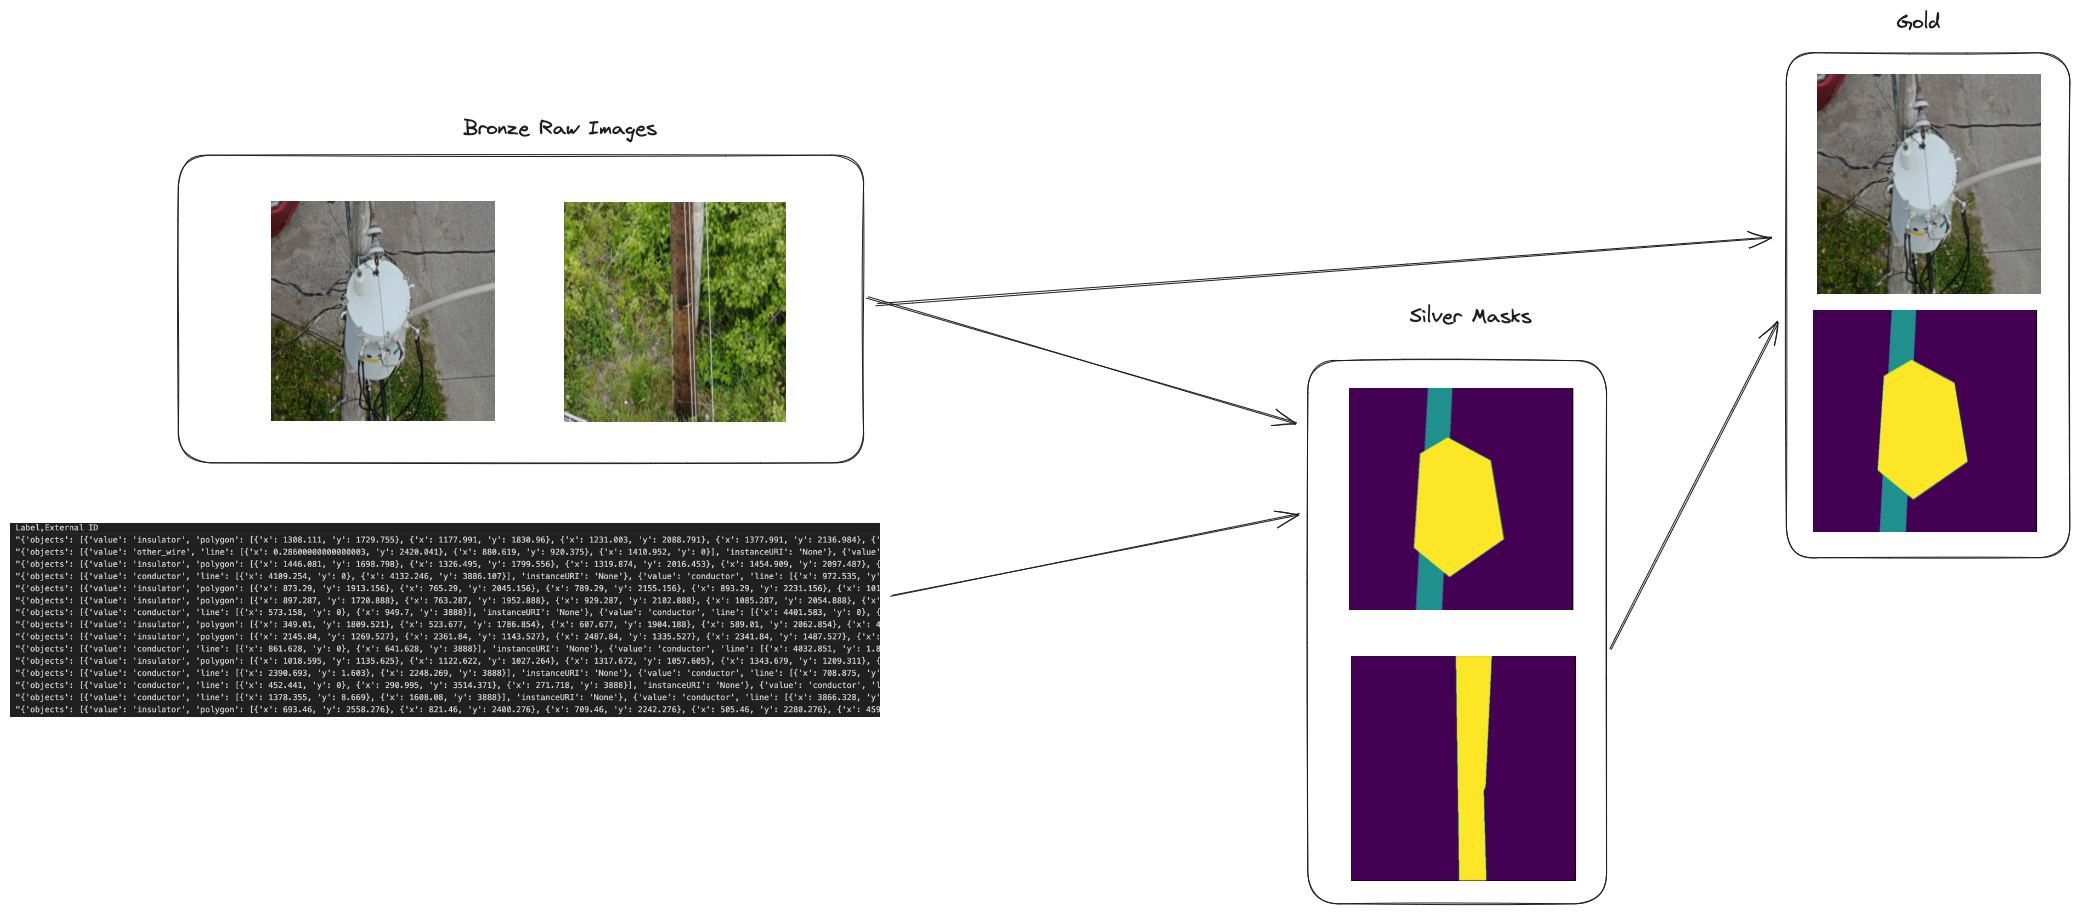 Gold
Bronze Raw Images
Silver Masks
Label,External ID
"{'objects': [{'value': 'insulator', 'polygon': [{'x': 1308.111, 'y': 1729.755}, {'x': 1177.991, 'y': 1830.96}, {'x': 1231.003, 'y': 2088.791}, {'x': 1377.991, 'y': 2136.984}, {'
"{'objects': [{'value': 'other_wire', 'line': [{'x': 0.28600000000000003, 'y': 2420.041}, {'x': 880.619, 'y': 920.375}, {'x': 1410.952, 'y': 0}], 'instanceURI': 'None'}, {'value'
"{'objects': [{'value': 'insulator', 'polygon': [{'x': 1446.081, 'y': 1698.798}, {'x': 1326.495, 'y': 1799.556}, {'x': 1319.874, 'y': 2016.453}, {'x': 1454.909, 'y': 2097.487}, {
"{'objects': [{'value': 'conductor', 'line': [{'x': 4109.254, 'y': 0}, {'x': 4132.246, 'y': 3886.107}], 'instanceURI': 'None'}, {'value': 'conductor', 'line': [{'x': 972.535, 'y'
"{'objects': [{'value': 'insulator', 'polygon': [{'x': 873.29, 'y': 1913.156}, {'x': 765.29, 'y': 2045.156}, {'x': 789.29, 'y': 2155.156}, {'x': 893.29, 'y': 2231.156}, {'x': 101
"{'objects': [{'value': 'insulator', 'polygon': [{'x': 897.287, 'y': 1720.888}, {'x': 763.287, 'y': 1952.888}, {'x': 929.287, 'y': 2102.888}, {'x': 1085.287, 'y': 2054.888}, {'x'
"{'objects': [{'value': 'conductor', 'line': [{'x': 573.158, 'y': 0}, {'x': 949.7, 'y': 3888}], 'instanceURI': 'None'}, {'value': 'conductor', 'line': [{'x': 4401.583, 'y': 0}, {
"{'objects': [{'value': 'insulator', 'polygon': [{'x': 349.01, 'y': 1809.521}, {'x': 523.677, 'y': 1786.854}, {'x': 607.677, 'y': 1904.188}, {'x': 589.01, 'y': 2062.854}, {'x': 4
"{'objects': [{'value': 'insulator', 'polygon': [{'x': 2145.84, 'y': 1269.527}, {'x': 2361.84, 'y': 1143.527}, {'x': 2487.84, 'y': 1335.527}, {'x': 2341.84, 'y': 1487.527}, {'x':
"{'objects': [{'value': 'conductor', 'line': [{'x': 861.628, 'y': 0}, {'x': 641.628, 'y': 3888}], 'instanceURI': 'None'}, {'value': 'conductor', 'line': [{'x': 4032.851, 'y': 1.8
"{'objects': [{'value': 'insulator', 'polygon': [{'x': 1018.595, 'y': 1135.625}, {'x': 1122.622, 'y': 1027.264}, {'x': 1317.672, 'y': 1057.605}, {'x': 1343.679, 'y': 1209.311}, {
"{'objects': [{'value': 'conductor', 'line': [{'x': 2390.693, 'y': 1.603}, {'x': 2248.269, 'y': 3888}], 'instanceURI': 'None'}, {'value': 'conductor', 'line': [{'x': 708.875, 'y'
"{'objects': [{'value': 'conductor', 'line': [{'x': 452.441, 'y': 0}, {'x': 290.995, 'y': 3514.371}, {'x': 271.718, 'y': 3888}], 'instanceURI': 'None'}, {'value': 'conductor', 'l
"{'objects': [{'value': 'conductor', 'line': [{'x': 1378.355, 'y': 8.669}, {'x': 1608.08, 'y': 3888}], 'instanceURI': 'None'}, {'value': 'conductor', 'line': [{'x': 3866.328, 'y'
"{'objects': [{'value': 'insulator', 'polygon': [{'x': 693.46, 'y': 2558.276}, {'x': 821.46, 'y': 2400.276}, {'x': 709.46, 'y': 2242.276}, {'x': 505.46, 'y': 2280.276}, {'x': 459